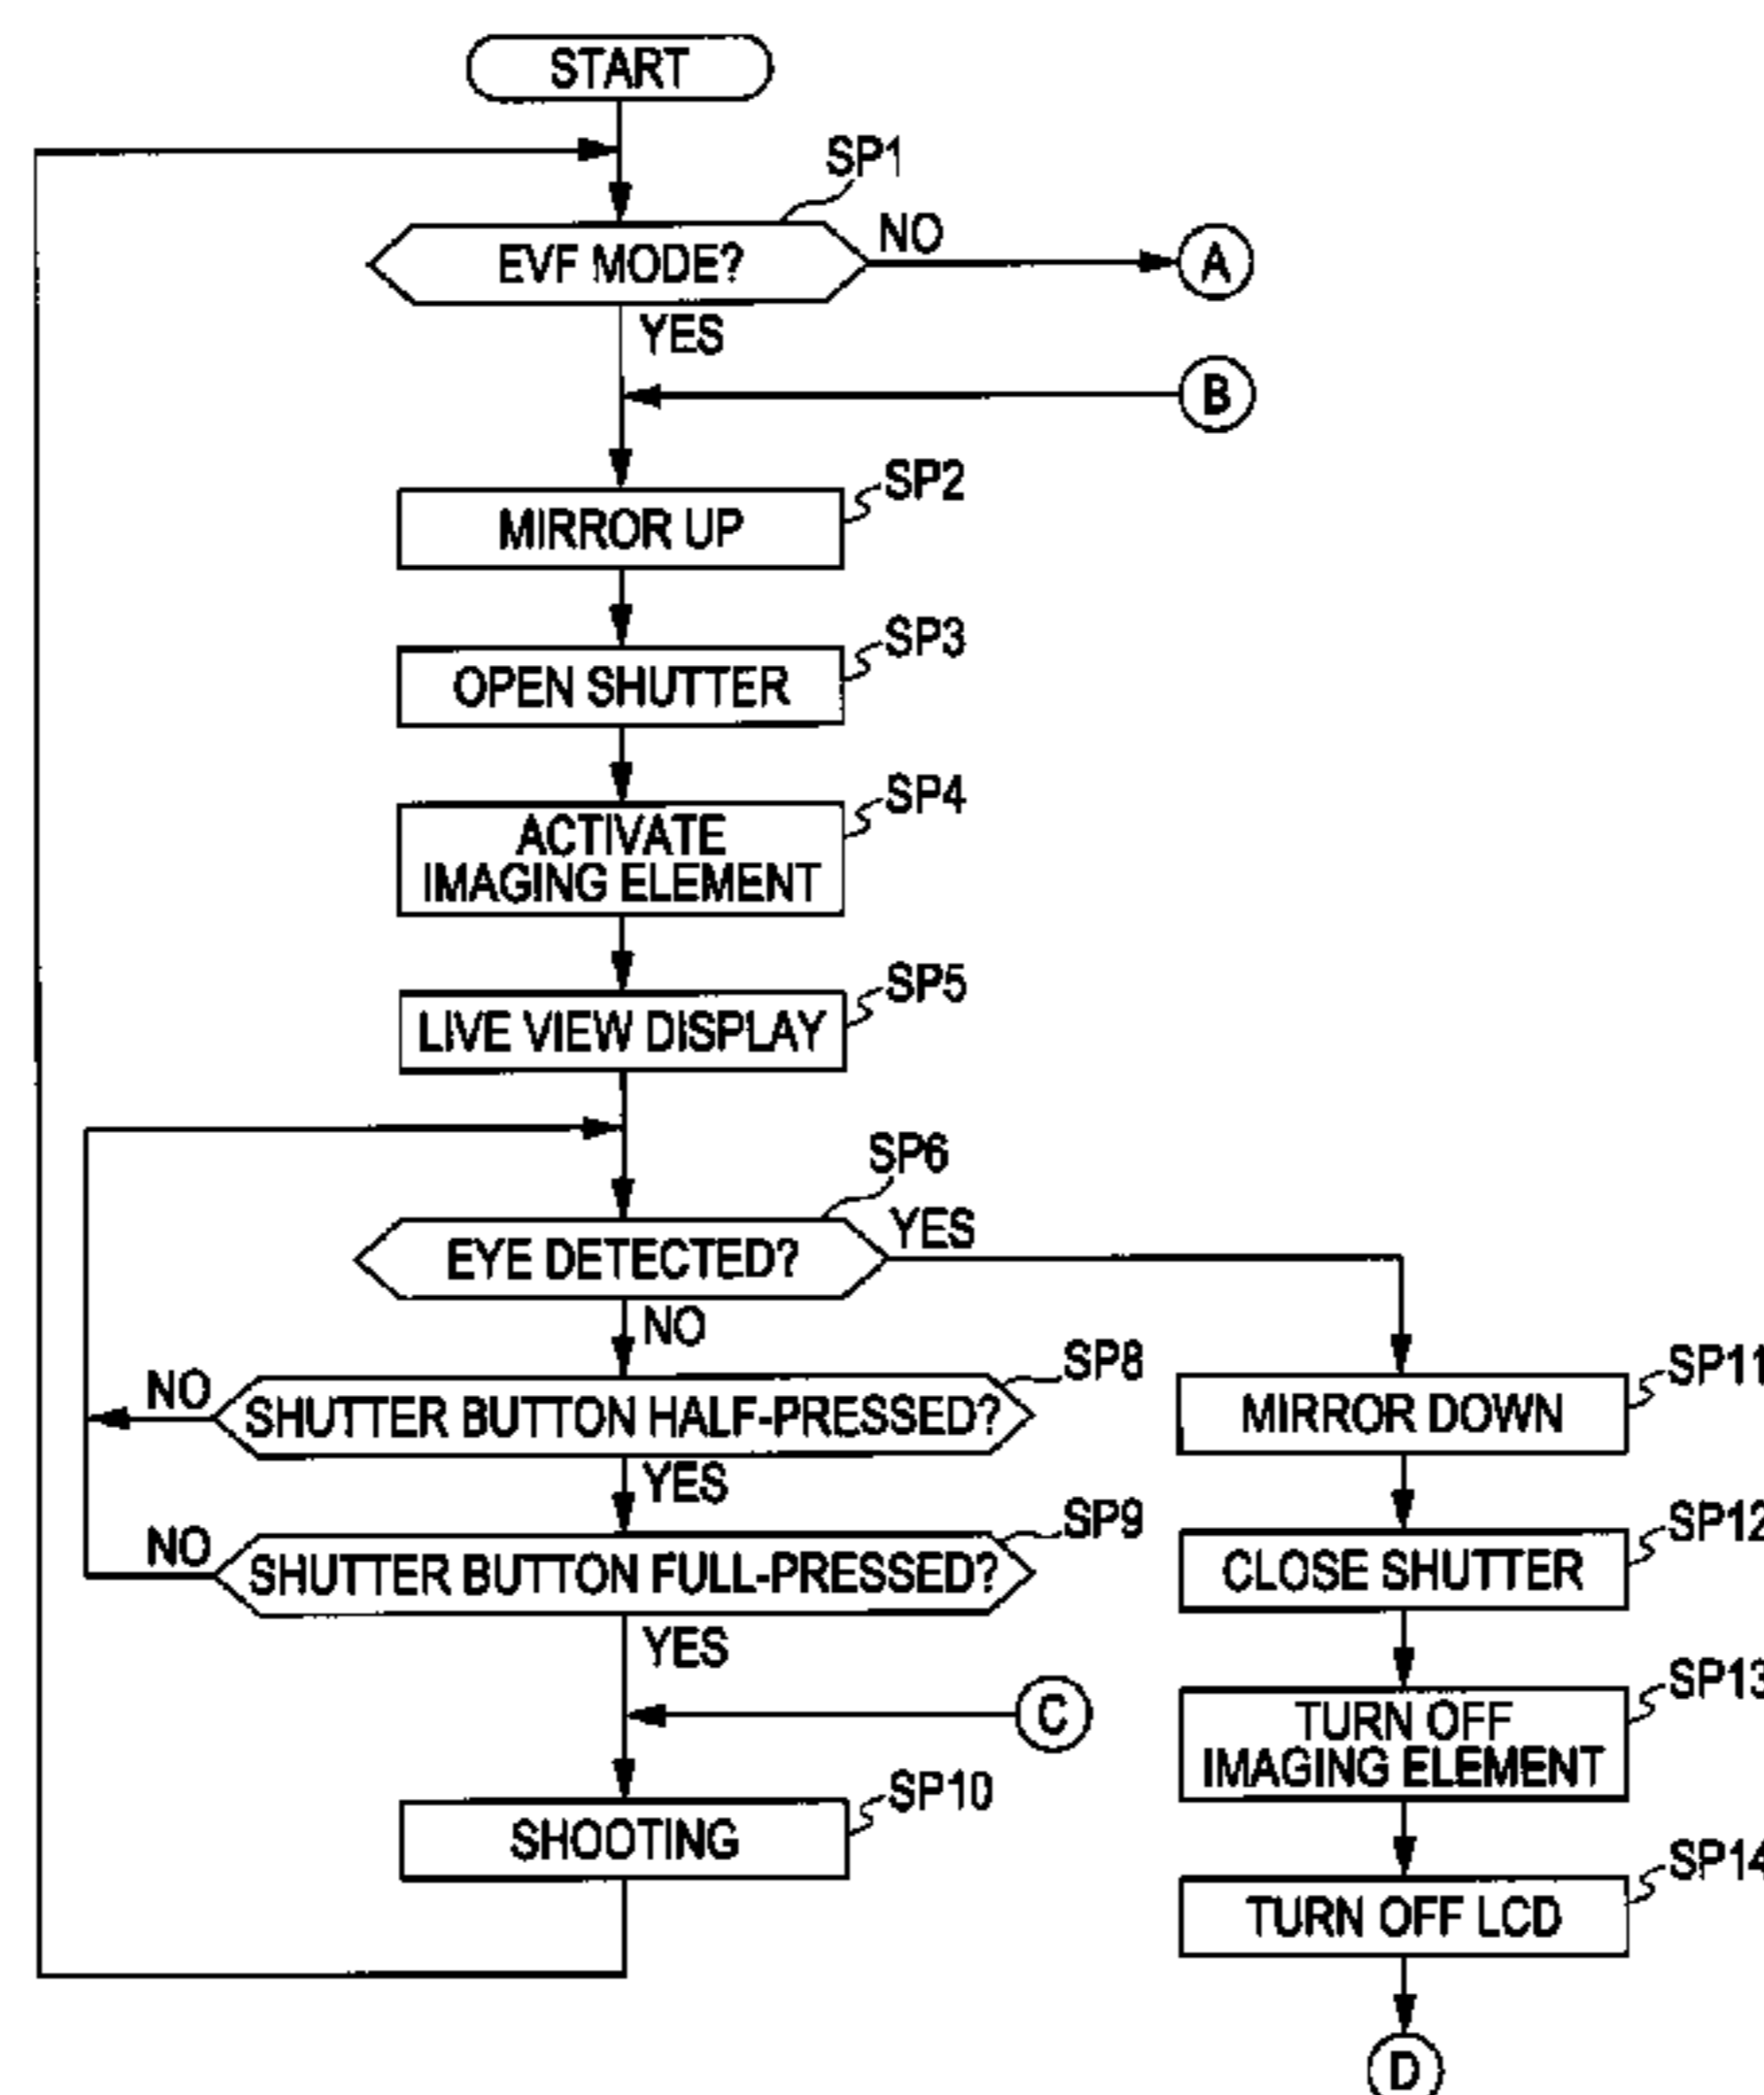 START
SP1
EVF MODE?
NO
A
YES
B
SP2
MIRROR UP
SP3
OPEN SHUTTER
SP4
ACTIVATE
IMAGING ELEMENT
SP5
LIVE VIEW DISPLAY
SP6
EYE DETECTED?
YES
NO
SP8
NO
SHUTTER BUTTON HALF-PRESSED?
YES
SP9
NO
SHUTTER BUTTON FULL-PRESSED?
YES
C
SP10
SHOOTING
SP11
MIRROR DOWN
SP12
CLOSE SHUTTER
SP13
TURN OFF
IMAGING ELEMENT
SP14
TURN OFF LCD
D